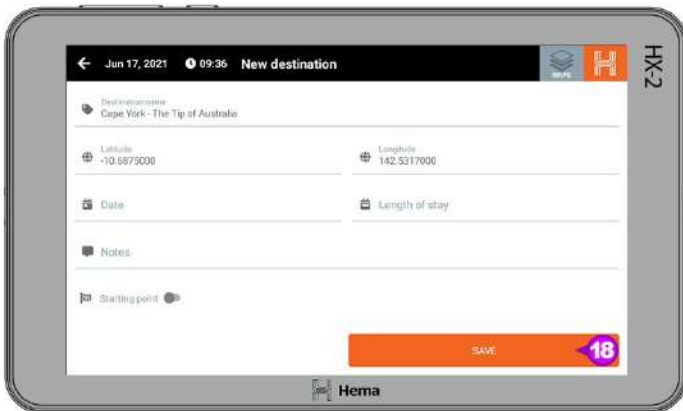 Jun 17, 2021 09:36 New destination
MAPS
HX-2
Destination name
Cape York - The Tip of Australia
Latitude
-10.6875000
Longitude
142.5317000
Date
Length of stay
Notes
Starting point
SAVE
18
Hema